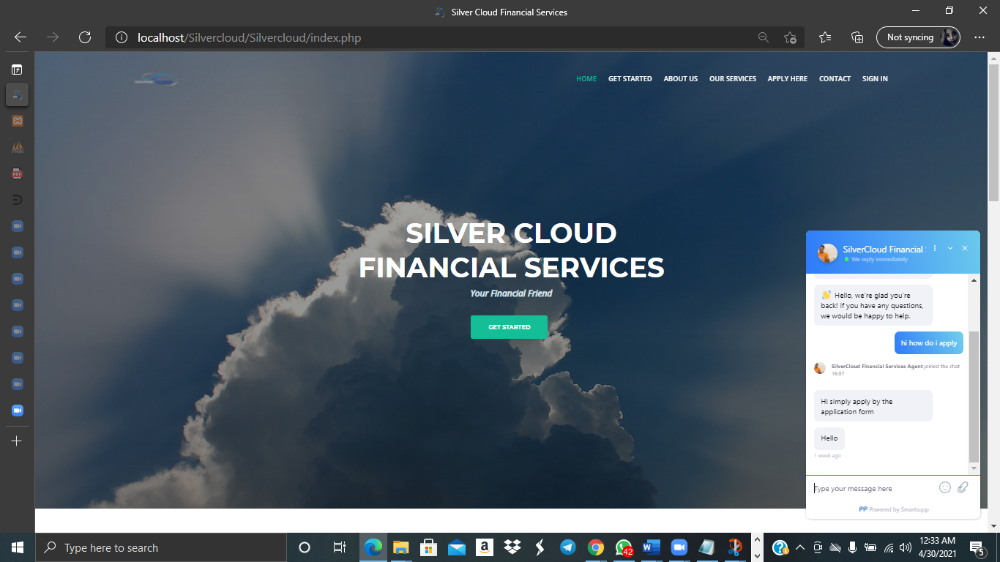 Silver Cloud Financial Services
localhost/Silvercloud/Silvercloud/index.php
Not syncing
HOME GET STARTED ABOUT US OUR SERVICES APPLY HERE CONTACT SIGN IN
SILVER CLOUD
FINANCIAL SERVICES
Your Financial Friend
GET STARTED
SilverCloud Financial
We reply immediately
Hello, we're glad you're
back! If you have any questions,
we would be happy to help.
hi how do i apply
SilverCloud Financial Services Agent joined the chat
16:07
Hi simply apply by the
application form
Hello
1 week ago
Type your message here
Powered by Smartsupp
PDF
Type here to search
a
42
W
12:33 AM
4/30/2021
5